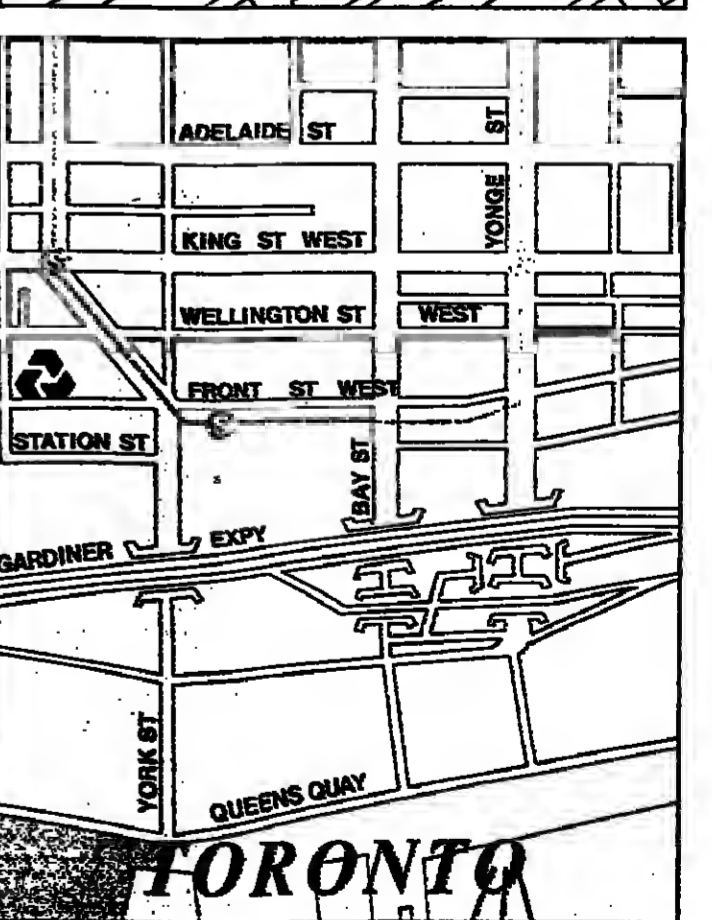 ADELAIDE ST
ST
YONGE
KING ST WEST
WELLINGTON ST WEST
FRONT ST WEST
STATION ST
BAY ST
GARDINER EXPY
YORK ST
QUEENS QUAY
TORONTO